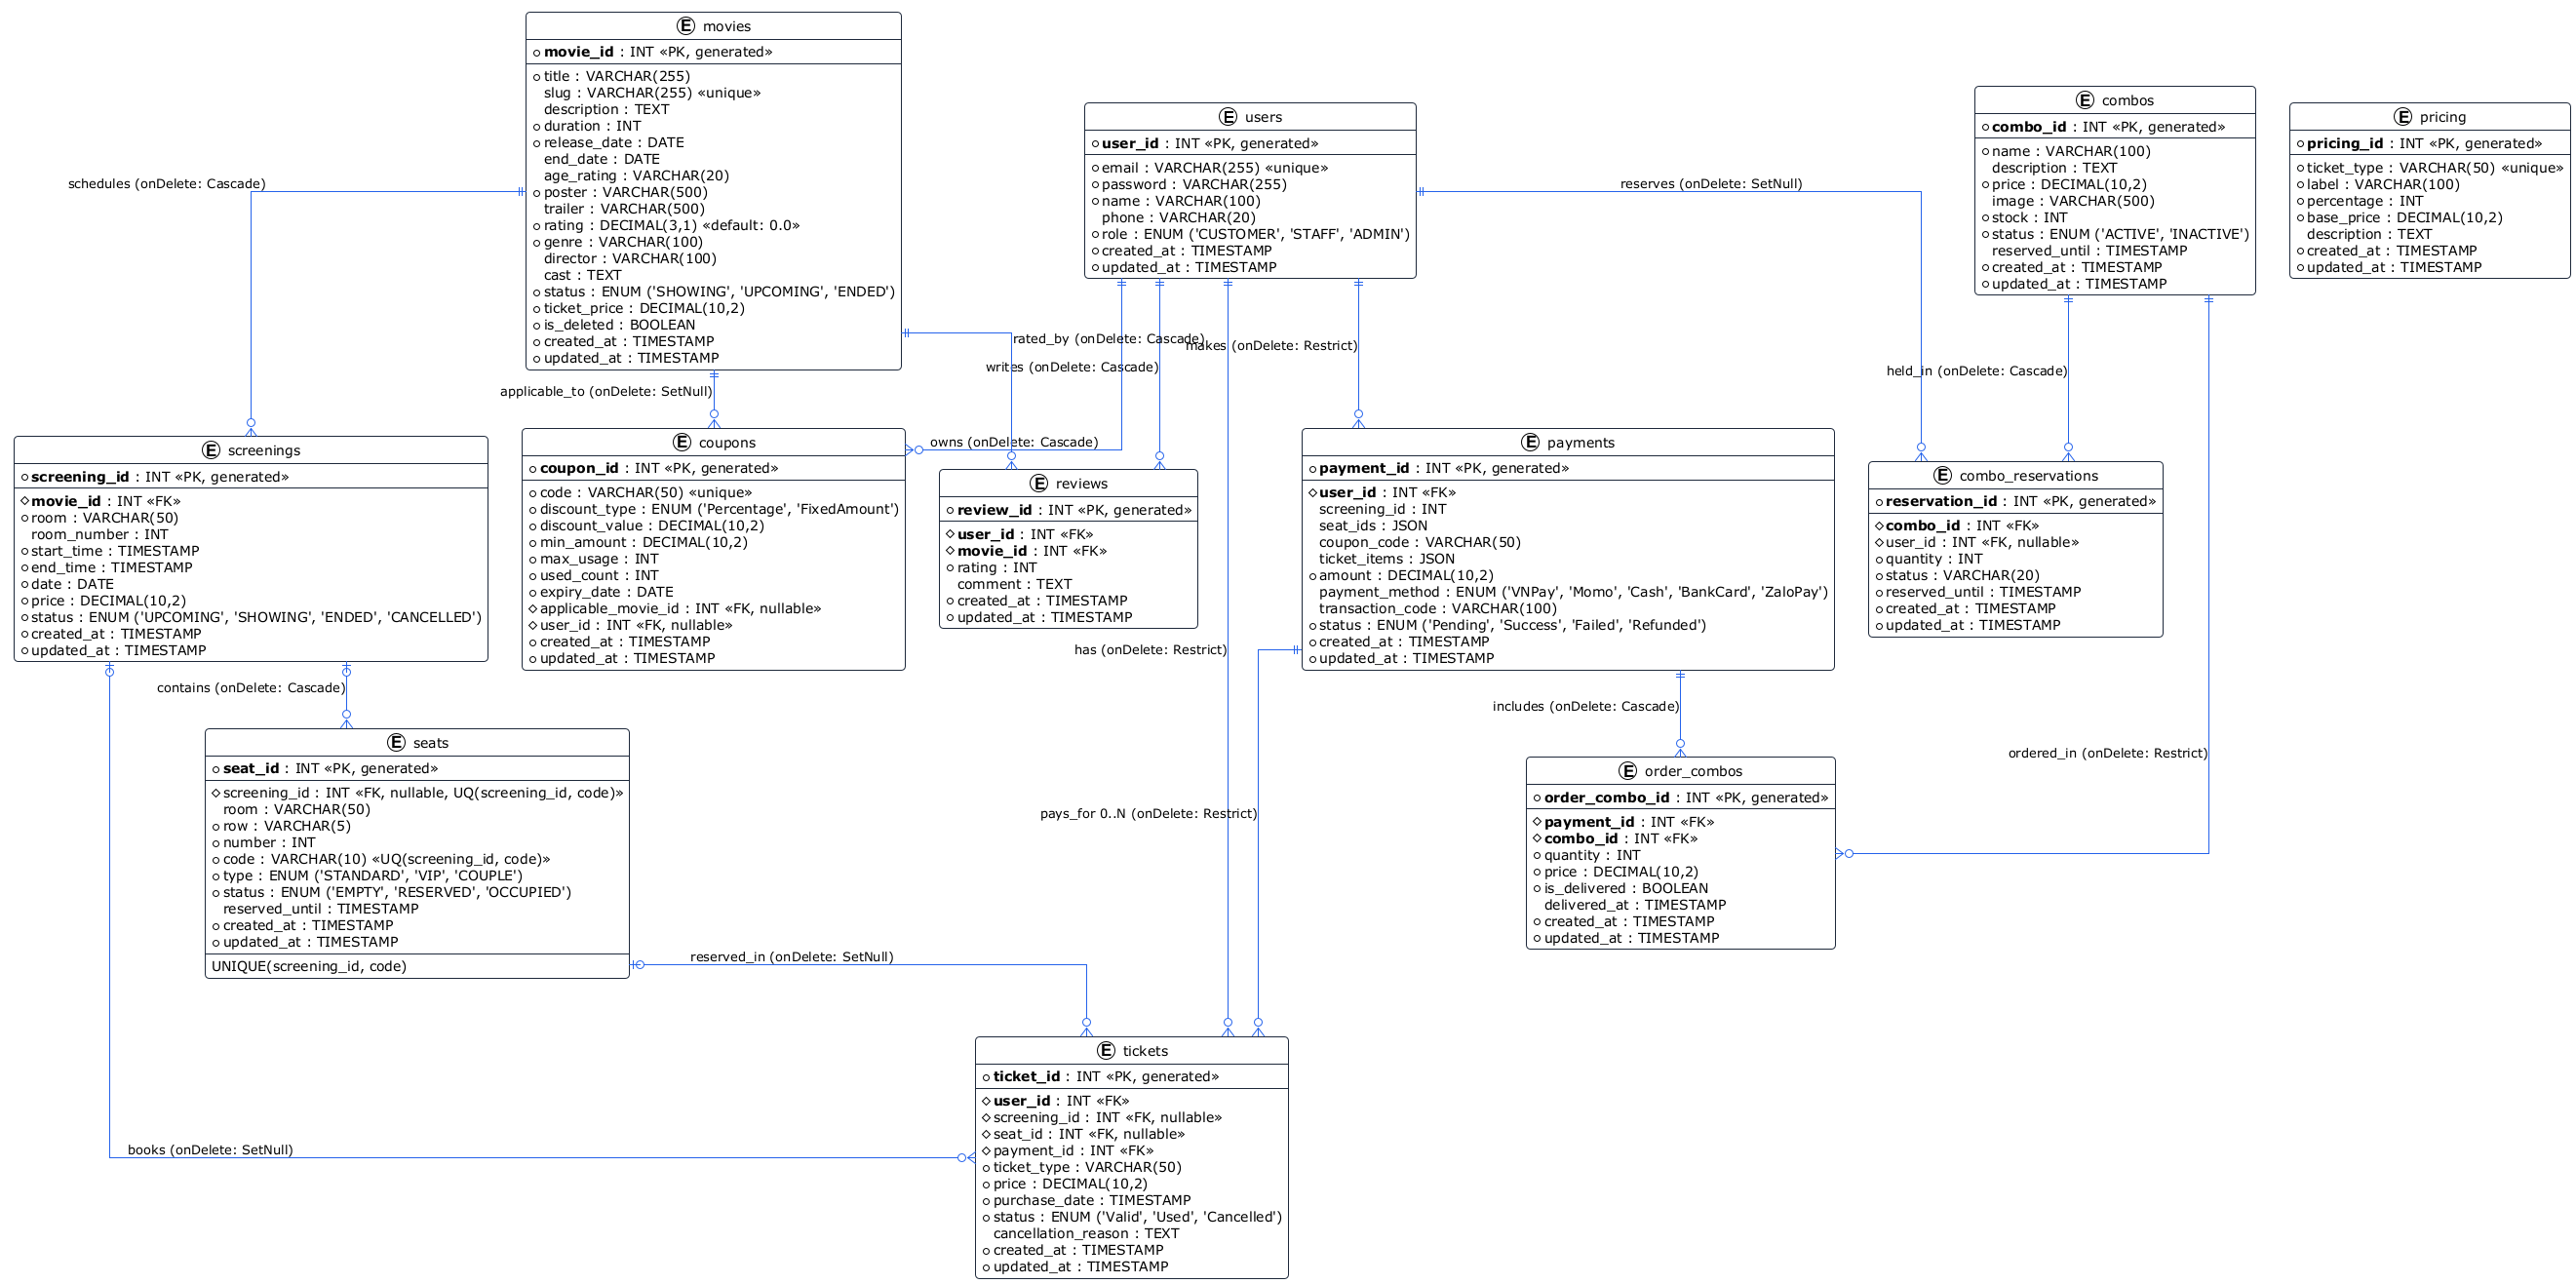 E movies
movie_id : INT «PK, generated»
title : VARCHAR(255)
slug : VARCHAR(255) «unique»
description : TEXT
duration : INT
release_date : DATE
end_date : DATE
age_rating : VARCHAR(20)
poster : VARCHAR(500)
trailer : VARCHAR(500)
rating : DECIMAL(3,1) «default: 0.0»
genre : VARCHAR(100)
director : VARCHAR(100)
cast : TEXT
status : ENUM ('SHOWING', 'UPCOMING', 'ENDED')
ticket_price : DECIMAL(10,2)
is_deleted : BOOLEAN
created_at : TIMESTAMP
updated_at : TIMESTAMP
E users
user_id : INT «PK, generated»
email : VARCHAR(255) «unique»
password : VARCHAR(255)
name : VARCHAR(100)
phone : VARCHAR(20)
role : ENUM ('CUSTOMER', 'STAFF', 'ADMIN')
created_at : TIMESTAMP
updated_at : TIMESTAMP
E combos
combo_id : INT «PK, generated»
name : VARCHAR(100)
description : TEXT
price : DECIMAL(10,2)
image : VARCHAR(500)
stock : INT
status : ENUM ('ACTIVE', 'INACTIVE')
reserved_until : TIMESTAMP
created_at : TIMESTAMP
updated_at : TIMESTAMP
E pricing
pricing_id : INT «PK, generated»
ticket_type : VARCHAR(50) «unique»
label : VARCHAR(100)
percentage : INT
base_price : DECIMAL(10,2)
description : TEXT
created_at : TIMESTAMP
updated_at : TIMESTAMP
schedules (onDelete: Cascade)
reserves (onDelete: SetNull)
rated_by (onDelete: Cascade)
makes (onDelete: Restrict)
writes (onDelete: Cascade)
held_in (onDelete: Cascade)
applicable_to (onDelete: SetNull)
owns (onDelete: Cascade)
E screenings
screening_id : INT «PK, generated»
movie_id : INT «FK»
room : VARCHAR(50)
room_number : INT
start_time : TIMESTAMP
end_time : TIMESTAMP
date : DATE
price : DECIMAL(10,2)
status : ENUM ('UPCOMING', 'SHOWING', 'ENDED', 'CANCELLED')
created_at : TIMESTAMP
updated_at : TIMESTAMP
E coupons
coupon_id : INT «PK, generated»
code : VARCHAR(50) «unique»
discount_type : ENUM ('Percentage', 'FixedAmount')
discount_value : DECIMAL(10,2)
min_amount : DECIMAL(10,2)
max_usage : INT
used_count : INT
expiry_date : DATE
applicable_movie_id : INT «FK, nullable»
user_id : INT «FK, nullable»
created_at : TIMESTAMP
updated_at : TIMESTAMP
E reviews
review_id : INT «PK, generated»
user_id : INT «FK»
movie_id : INT «FK»
rating : INT
comment : TEXT
created_at : TIMESTAMP
updated_at : TIMESTAMP
E payments
payment_id : INT «PK, generated»
user_id : INT «FK»
screening_id : INT
seat_ids : JSON
coupon_code : VARCHAR(50)
ticket_items : JSON
amount : DECIMAL(10,2)
payment_method : ENUM ('VNPay', 'Momo', 'Cash', 'BankCard', 'ZaloPay')
transaction_code : VARCHAR(100)
status : ENUM ('Pending', 'Success', 'Failed', 'Refunded')
created_at : TIMESTAMP
updated_at : TIMESTAMP
E combo_reservations
reservation_id : INT «PK, generated»
combo_id : INT «FK»
user_id : INT «FK, nullable»
quantity : INT
status : VARCHAR(20)
reserved_until : TIMESTAMP
created_at : TIMESTAMP
updated_at : TIMESTAMP
has (onDelete: Restrict)
contains (onDelete: Cascade)
includes (onDelete: Cascade)
ordered_in (onDelete: Restrict)
pays_for 0..N (onDelete: Restrict)
E seats
seat_id : INT «PK, generated»
screening_id : INT «FK, nullable, UQ(screening_id, code)»
room : VARCHAR(50)
row : VARCHAR(5)
number : INT
code : VARCHAR(10) «UQ(screening_id, code)»
type : ENUM ('STANDARD', 'VIP', 'COUPLE')
status : ENUM ('EMPTY', 'RESERVED', 'OCCUPIED')
reserved_until : TIMESTAMP
created_at : TIMESTAMP
updated_at : TIMESTAMP
UNIQUE(screening_id, code)
E order_combos
order_combo_id : INT «PK, generated»
payment_id : INT «FK»
combo_id : INT «FK»
quantity : INT
price : DECIMAL(10,2)
is_delivered : BOOLEAN
delivered_at : TIMESTAMP
created_at : TIMESTAMP
updated_at : TIMESTAMP
reserved_in (onDelete: SetNull)
books (onDelete: SetNull)
E tickets
ticket_id : INT «PK, generated»
user_id : INT «FK»
screening_id : INT «FK, nullable»
seat_id : INT «FK, nullable»
payment_id : INT «FK»
ticket_type : VARCHAR(50)
price : DECIMAL(10,2)
purchase_date : TIMESTAMP
status : ENUM ('Valid', 'Used', 'Cancelled')
cancellation_reason : TEXT
created_at : TIMESTAMP
updated_at : TIMESTAMP